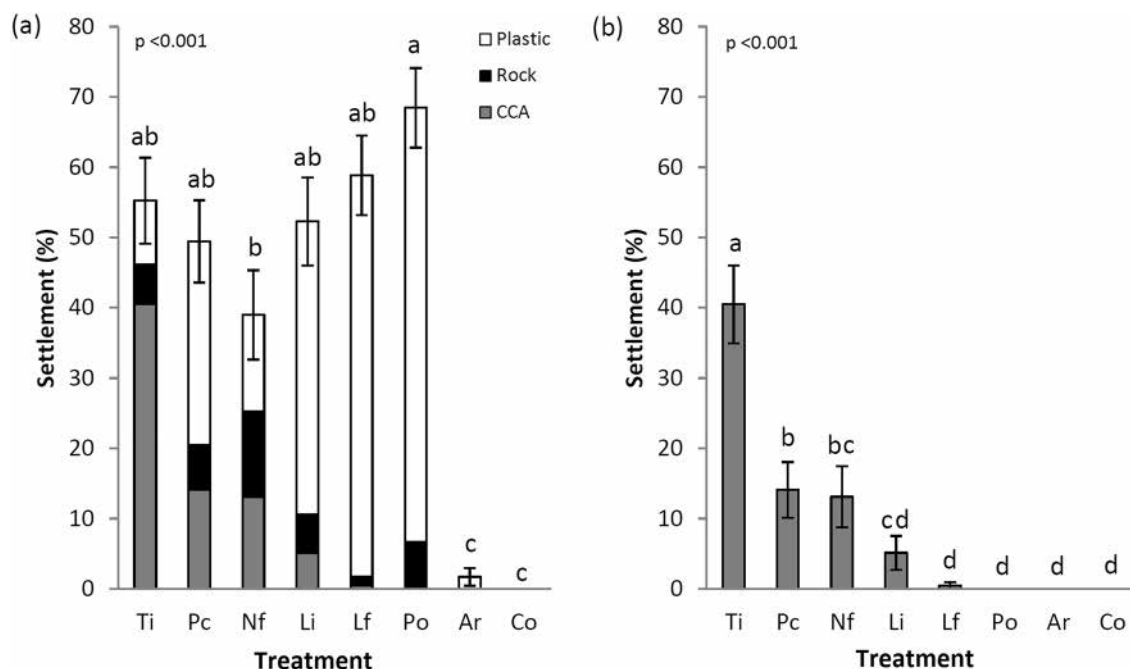 (a)
p <0.001
Plastic
Rock
CCA
80
70
60
50
40
30
20
10
0
Settlement (%)
ab
ab
b
ab
ab
a
c
c
Ti Pc Nf Li Lf Po Ar Co
Treatment
(b)
p <0.001
80
70
60
50
40
30
20
10
0
Settlement (%)
a
b
bc
cd
d
d
d
d
Ti Pc Nf Li Lf Po Ar Co
Treatment